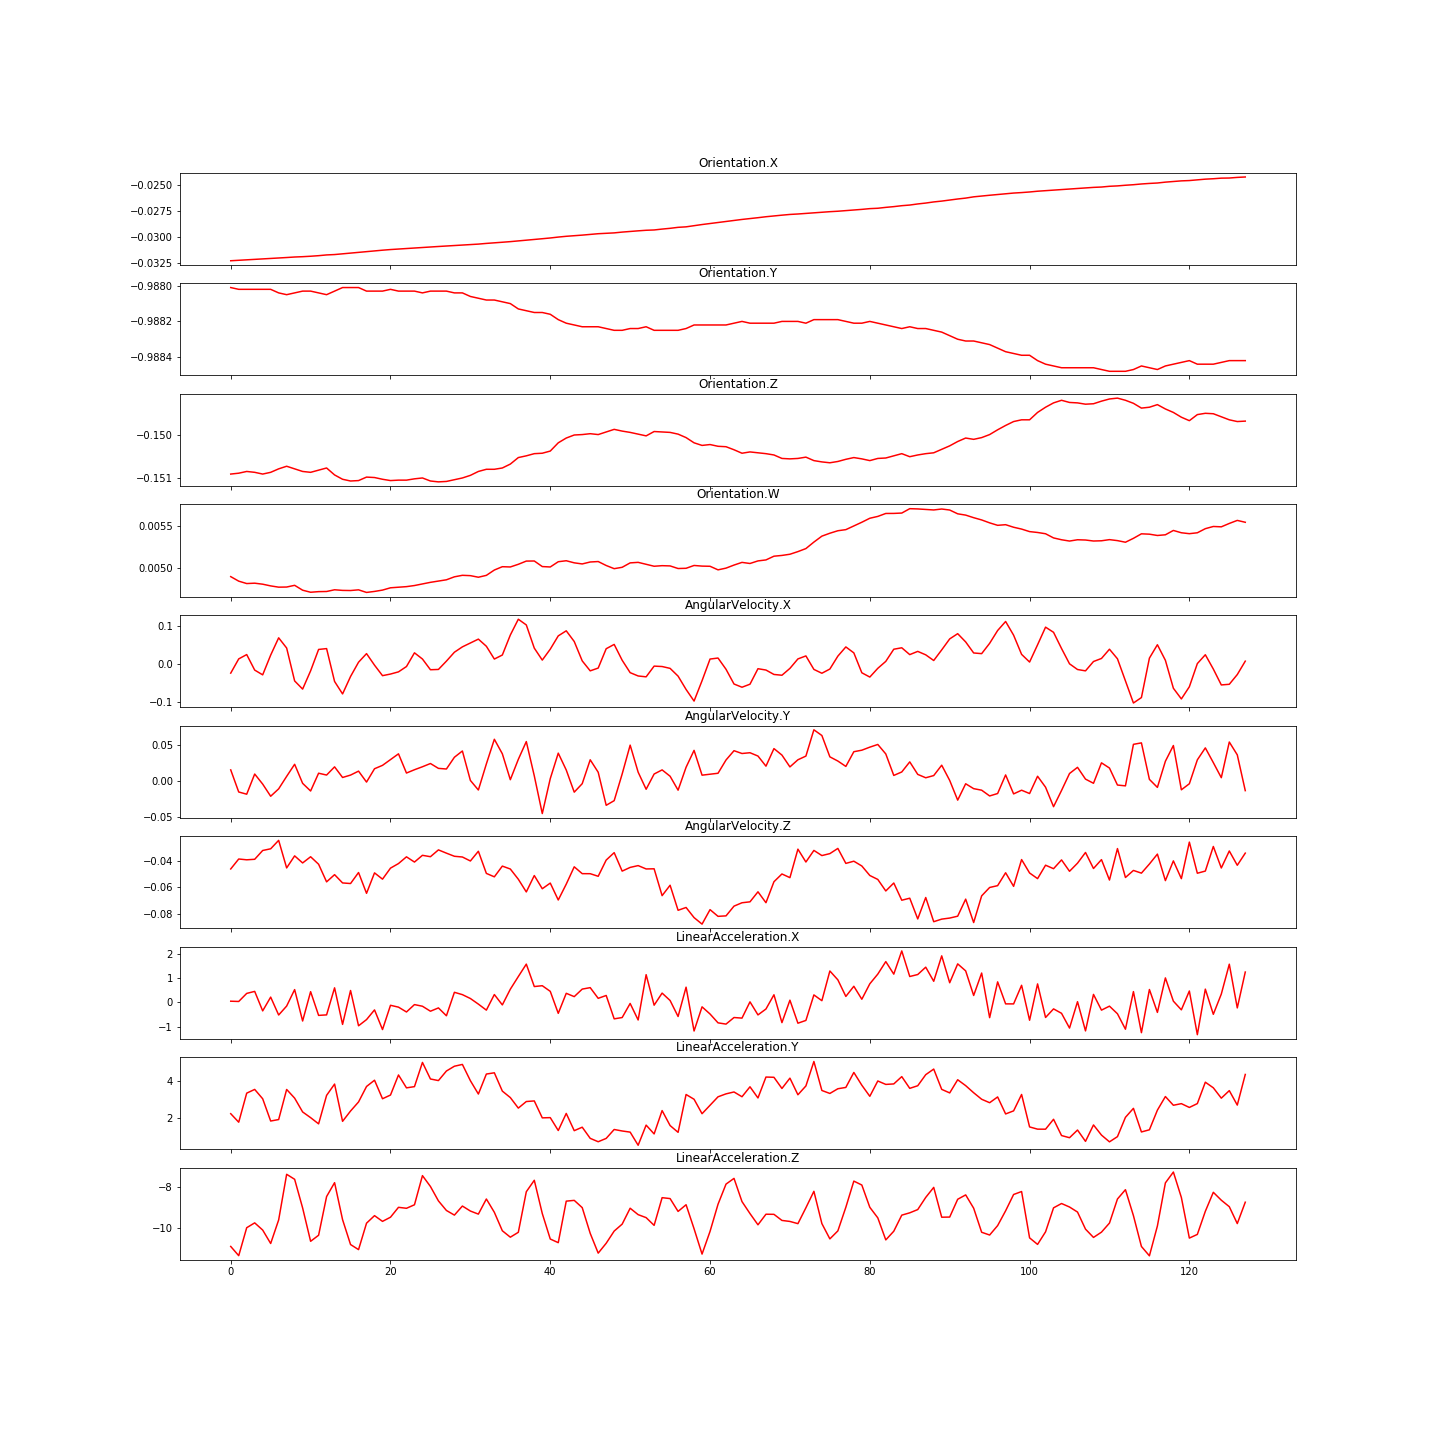 Orientation.X
−0.0250
−0.0275
−0.0300
−0.0325
Orientation.Y
−0.9880
−0.9882
−0.9884
Orientation.Z
−0.150
−0.151
Orientation.W
0.0055
0.0050
AngularVelocity.X
0.1
0.0
−0.1
AngularVelocity.Y
0.05
0.00
−0.05
AngularVelocity.Z
−0.04
−0.06
−0.08
LinearAcceleration.X
2
1
0
−1
LinearAcceleration.Y
4
2
LinearAcceleration.Z
−8
−10
0 20 40 60 80 100 120